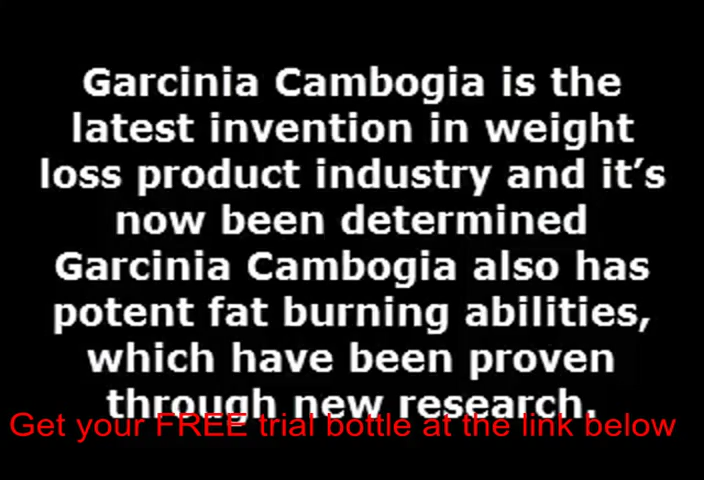 Garcinia Cambogia is the
latest invention in weight
loss product industry and it’s
now been determined
Garcinia Cambogia also has
potent fat burning abilities,
which have been proven
through new research.
Get your FREE trial bottle at the link below